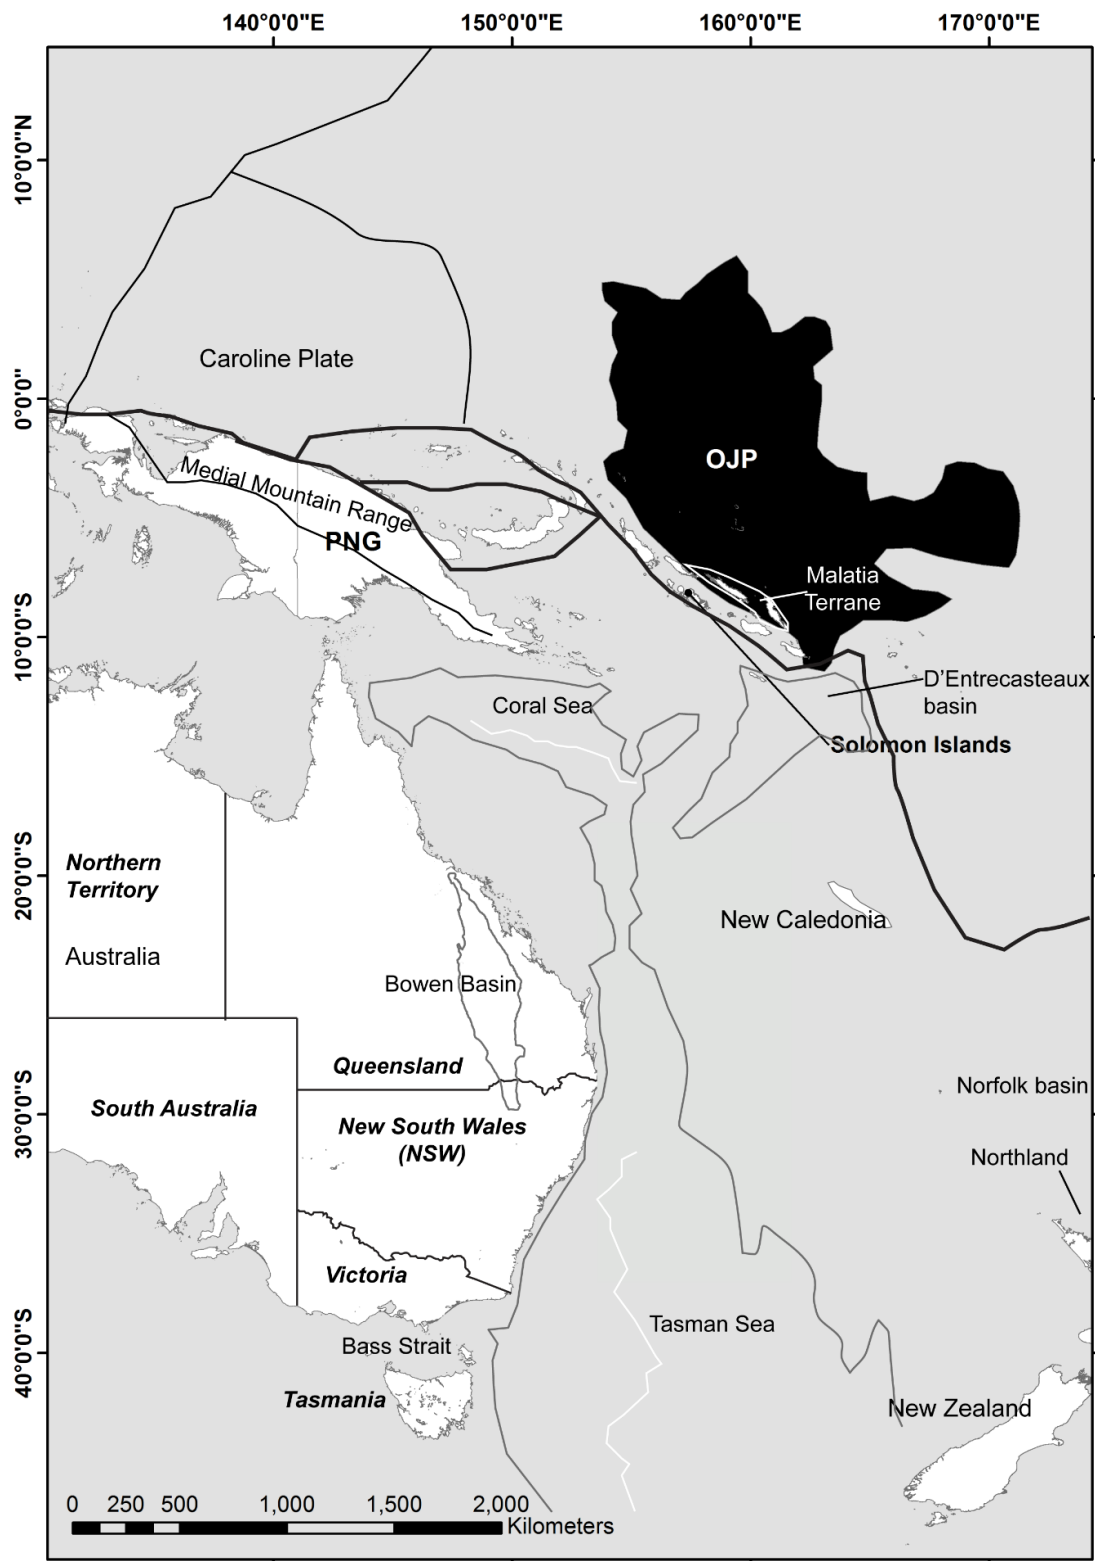 140°0'0"E
150°0'0"E
160°0'0"E
170°0'0"E
10°0'0"N
0°0'0"
10°0'0"S
20°0'0"S
30°0'0"S
40°0'0"S
Caroline Plate
OJP
Medial Mountain Range
PNG
Malatia
Terrane
D'Entrecasteaux
basin
Coral Sea
Solomon Islands
Northern
Territory
New Caledonia
Australia
Bowen Basin
Queensland
Norfolk basin
South Australia
New South Wales
(NSW)
Northland
Victoria
Tasman Sea
Bass Strait
Tasmania
New Zealand
0 250 500 1,000 1,500 2,000
Kilometers